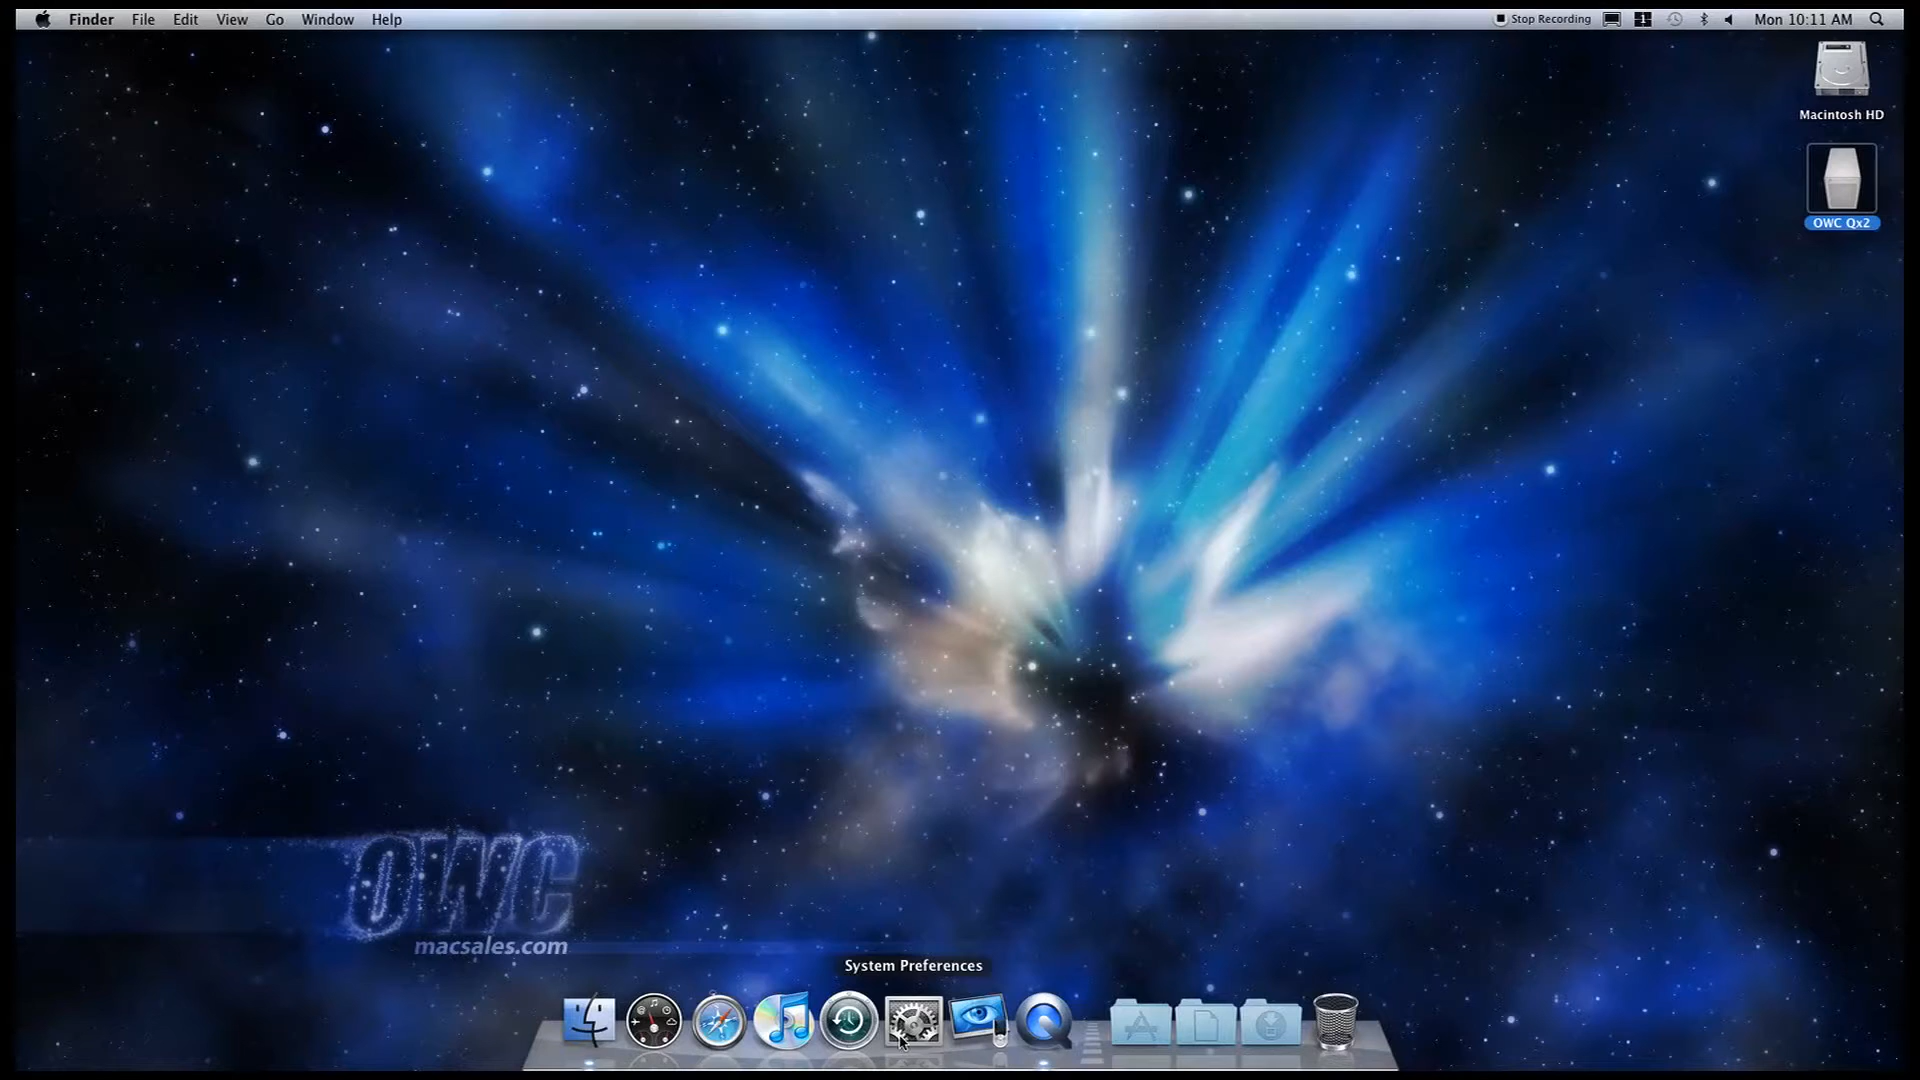 Finder File Edit View Go Window Help
Stop Recording 1 Mon 10:11 AM
Macintosh HD
OWC Qx2
OWC
macsales.com
System Preferences